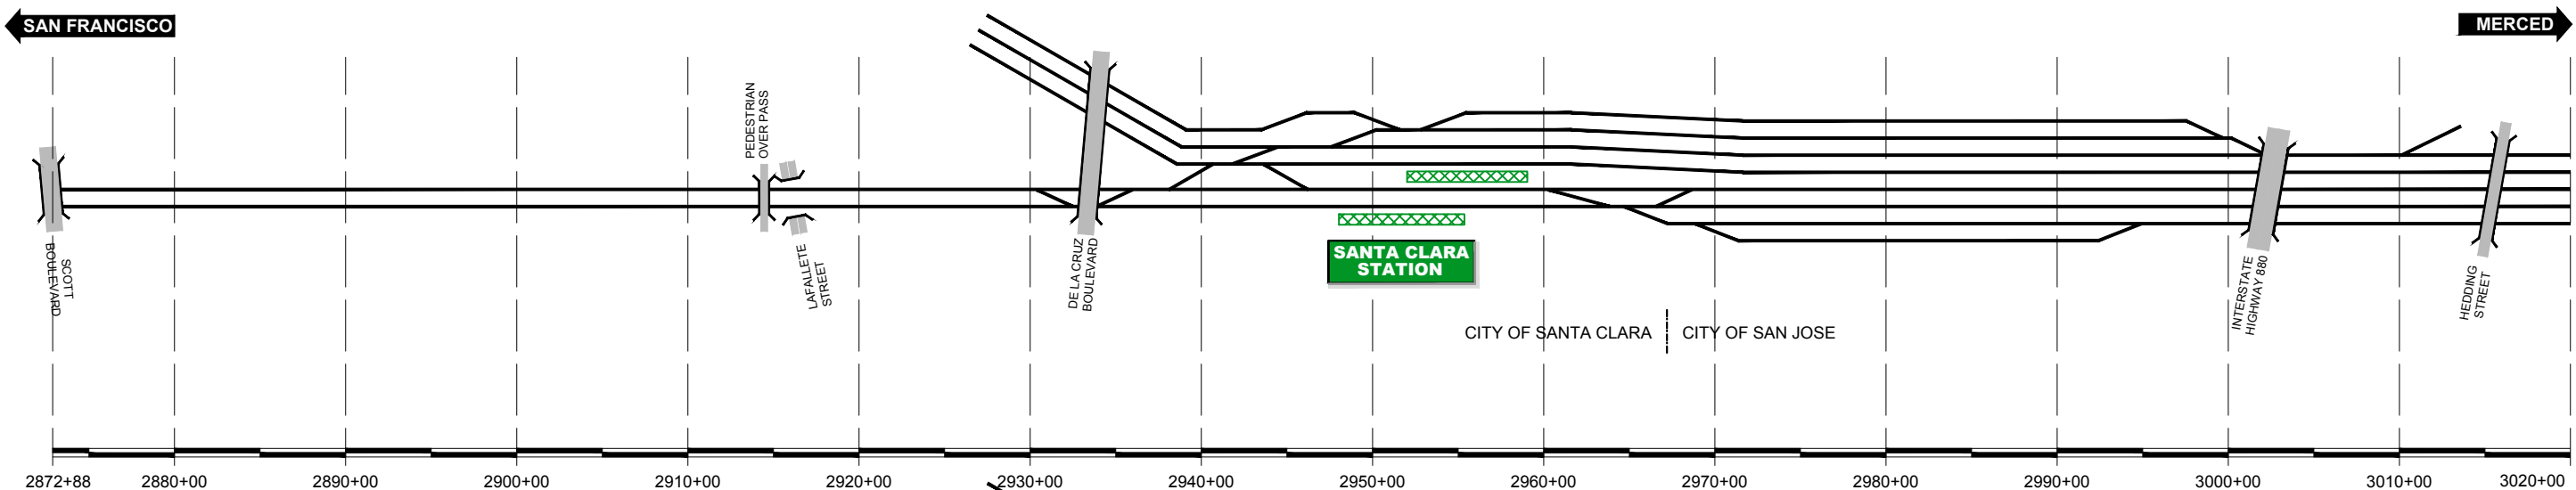 SAN FRANCISCO
MERCED
PEDESTRIAN
OVER PASS
SCOTT
BOULEVARD
LAFALLETE
STREET
DE LA CRUZ
BOULEVARD
SANTA CLARA
STATION
INTERSTATE
HIGHWAY 880
HEDDING
STREET
CITY OF SANTA CLARA
CITY OF SAN JOSE
2872+88 2880+00 2890+00 2900+00 2910+00 2920+00 2930+00 2940+00 2950+00 2960+00 2970+00 2980+00 2990+00 3000+00 3010+00 3020+00